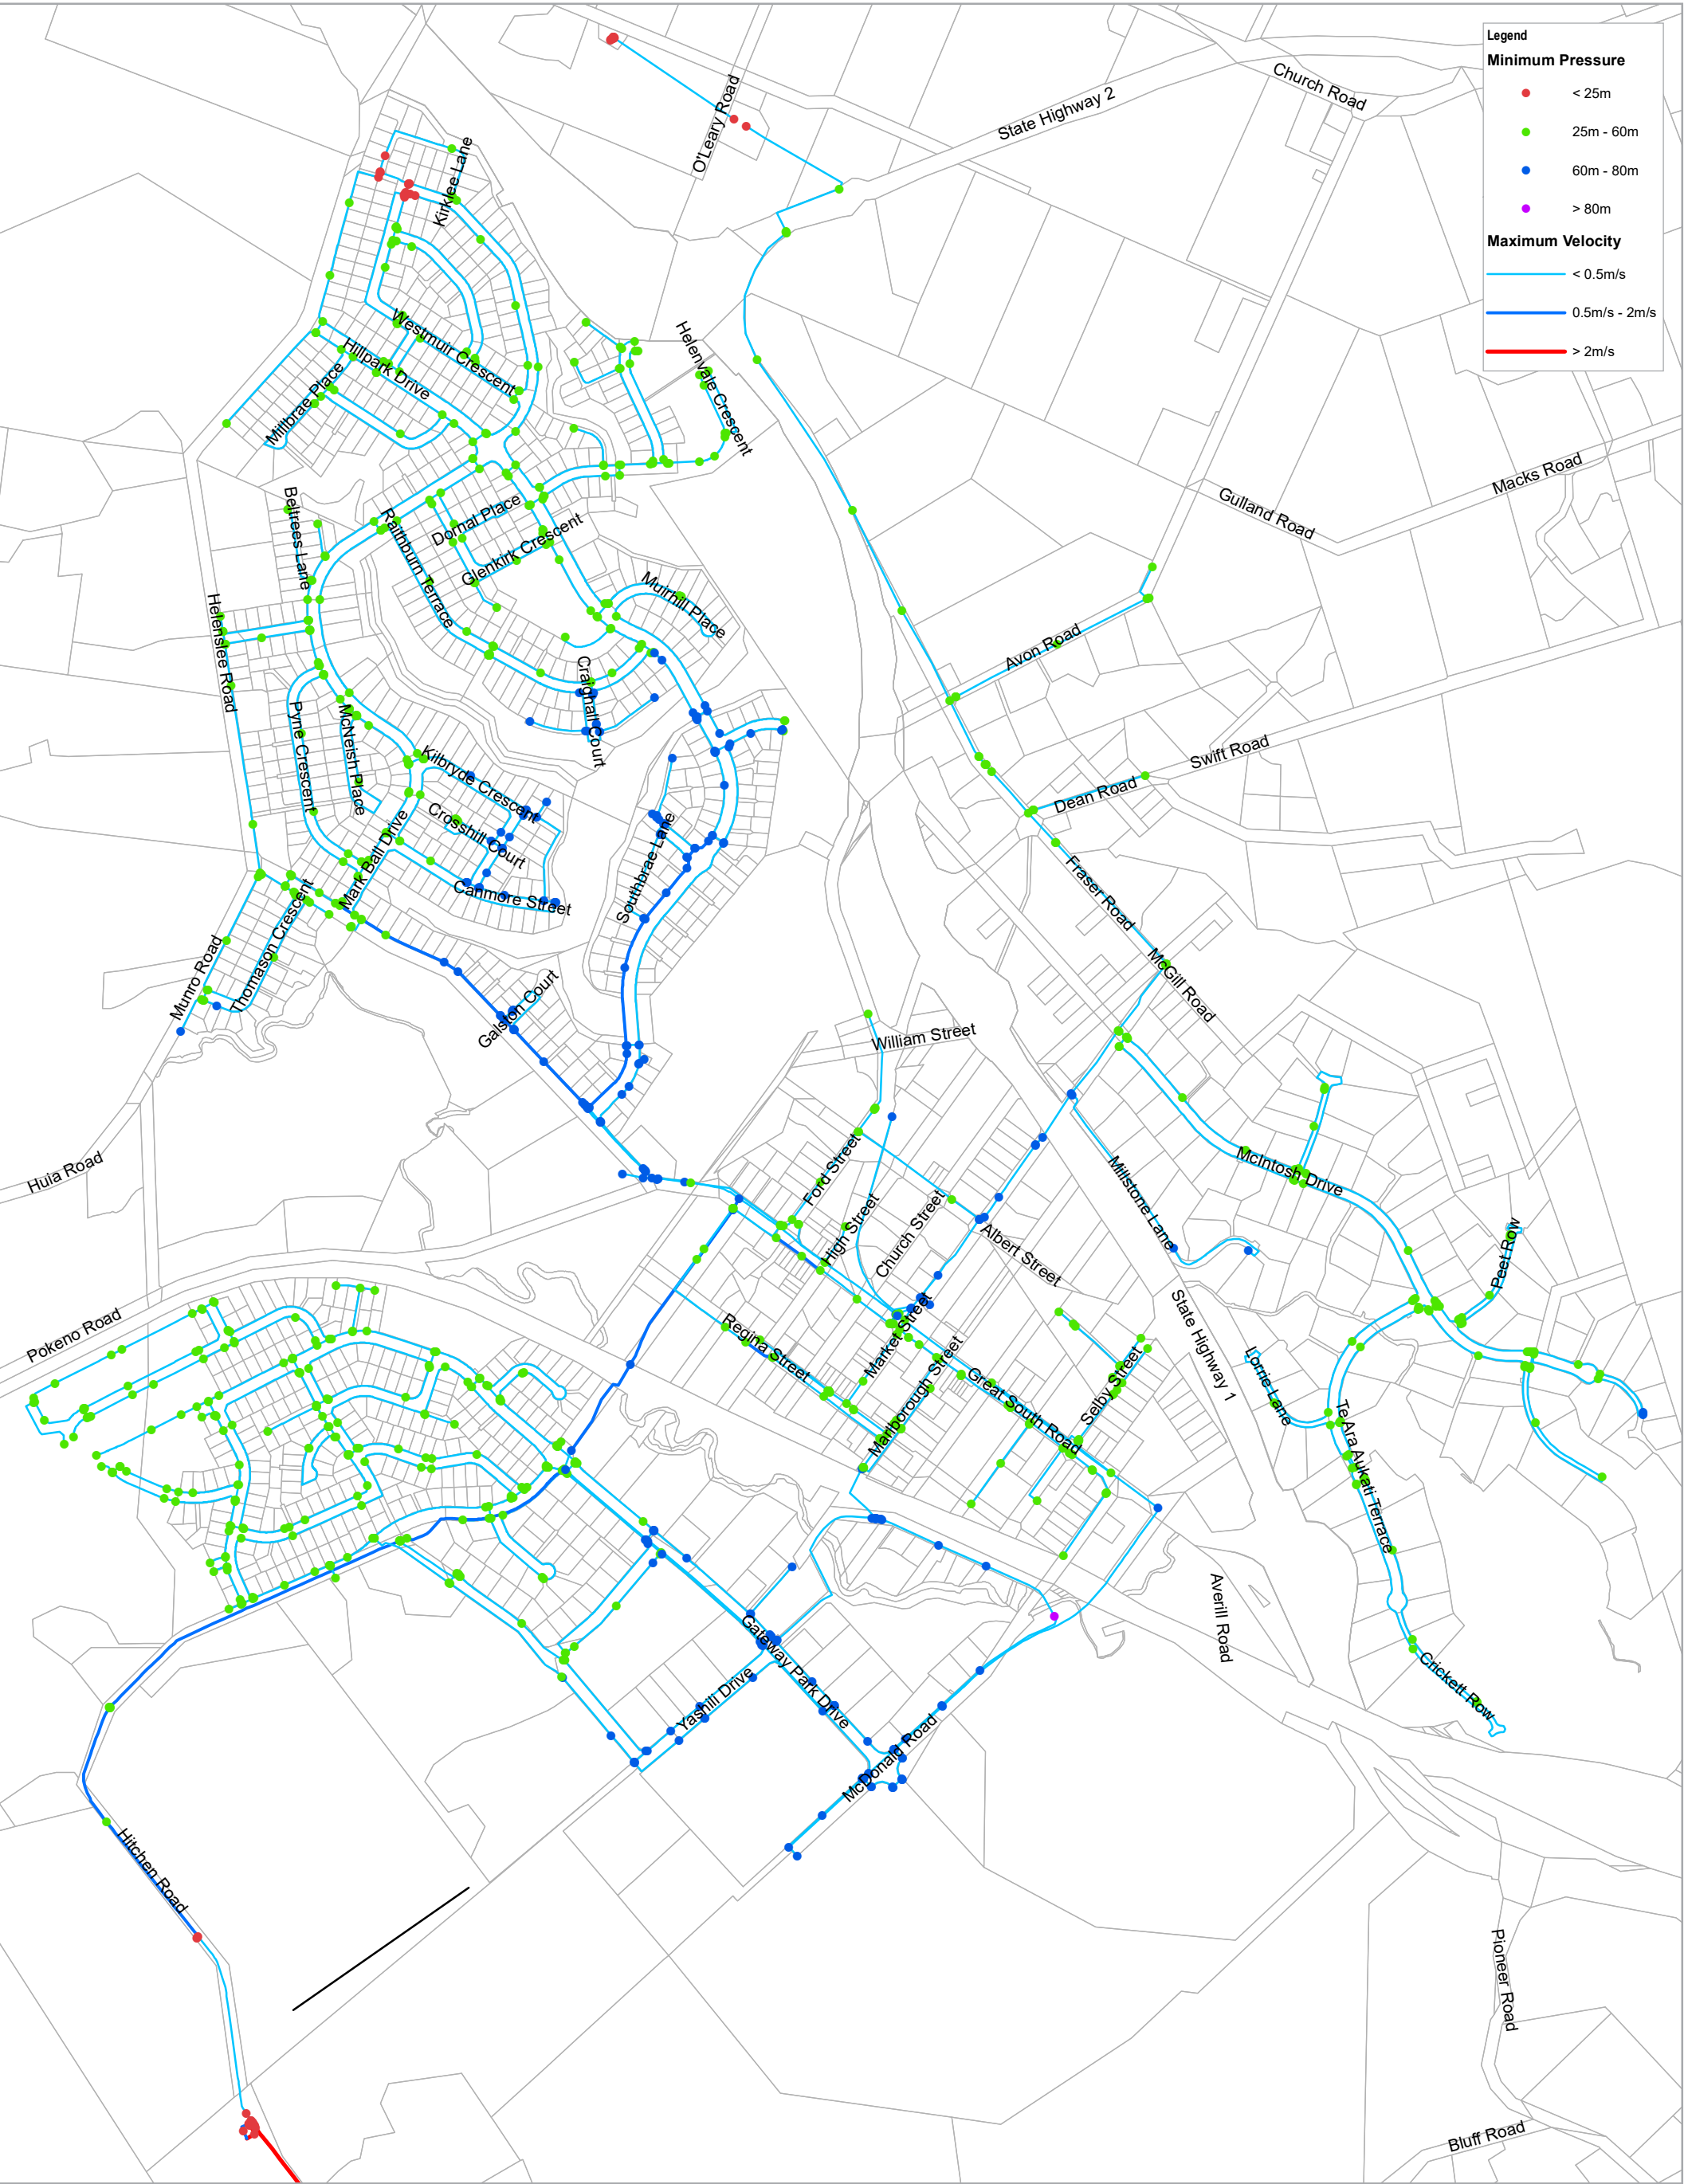 Legend
Minimum Pressure
< 25m
25m - 60m
60m - 80m
> 80m
Maximum Velocity
< 0.5m/s
0.5m/s - 2m/s
> 2m/s
Church Road
State Highway 2
O'Leary Road
Kirklee Lane
Westmuir Crescent
Hillpark Drive
Millbrae Place
Helenvale Crescent
Macks Road
Gulland Road
Beltrees Lane
Raithburn Terrace
Dornal Place
Glenkirk Crescent
Muirhill Place
Helenslee Road
Avon Road
Craighall Court
Pyne Crescent
McNeish Place
Kilbryde Crescent
Swift Road
Dean Road
Crosshill Court
Mark Ball Drive
Canmore Street
Southbrae Lane
Fraser Road
McGill Road
Munro Road
Thomason Crescent
Galston Court
William Street
Huia Road
Ford Street
High Street
Church Street
Albert Street
Millstone Lane
McIntosh Drive
Peet Row
Pokeno Road
Regina Street
Market Street
Marlborough Street
Great South Road
Selby Street
State Highway 1
Lorrie Lane
Te Ara Aukati Terrace
Averill Road
Gateway Park Drive
Yashili Drive
McDonald Road
Crickett Row
Hitchen Road
Pioneer Road
Bluff Road